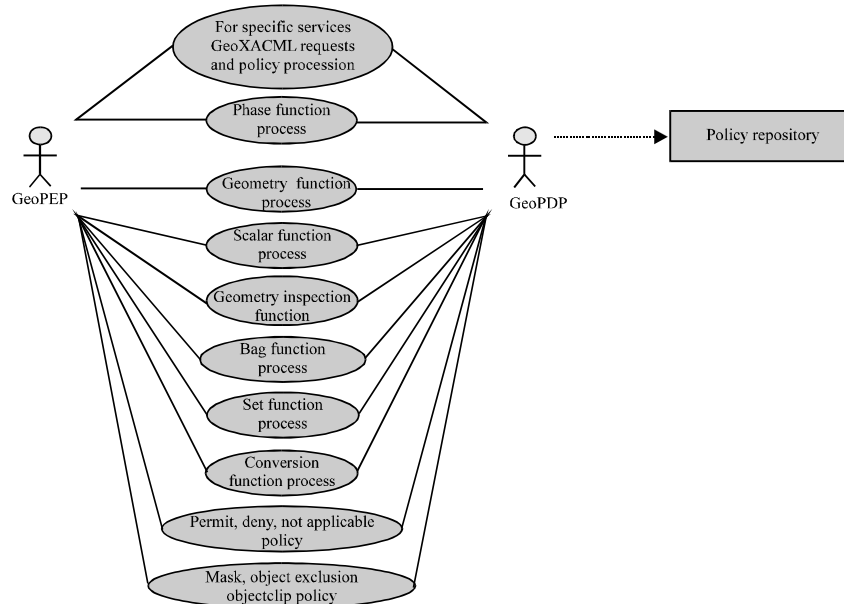 For specific services
GeoXACML requests
and policy procession
Phase function
process
Policy repository
Geometry function
process
GeoPEP
GeoPDP
Scalar function
process
Geometry inspection
function
Bag function
process
Set function
process
Conversion
function process
Permit, deny, not applicable
policy
Mask, object exclusion
objectclip policy